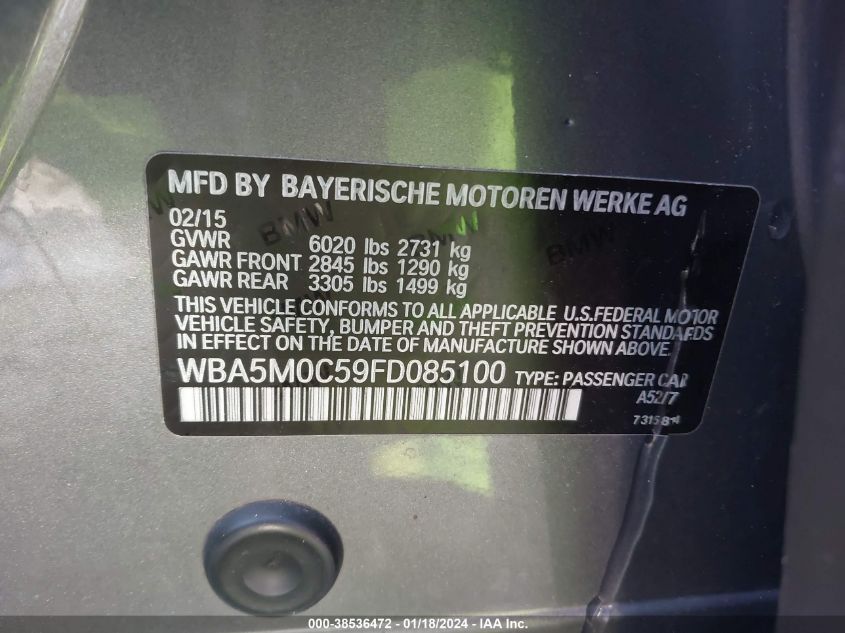 MFD BY BAYERISCHE MOTOREN WERKE AG
02/15
GVWR 6020 lbs 2731 kg
GAWR FRONT 2845 lbs 1290 kg
GAWR REAR 3305 lbs 1499 kg
THIS VEHICLE CONFORMS TO ALL APPLICABLE U.S.FEDERAL MOTOR
VEHICLE SAFETY, BUMPER AND THEFT PREVENTION STANDARDS
IN EFFECT ON THE DATE OF MANUFACTURE SHOWN ABOVE.
WBA5M0C59FD085100 TYPE: PASSENGER CAR
A52/7
BMW
BMW
BMW
000-38536472 - 01/18/2024 - IAA Inc.